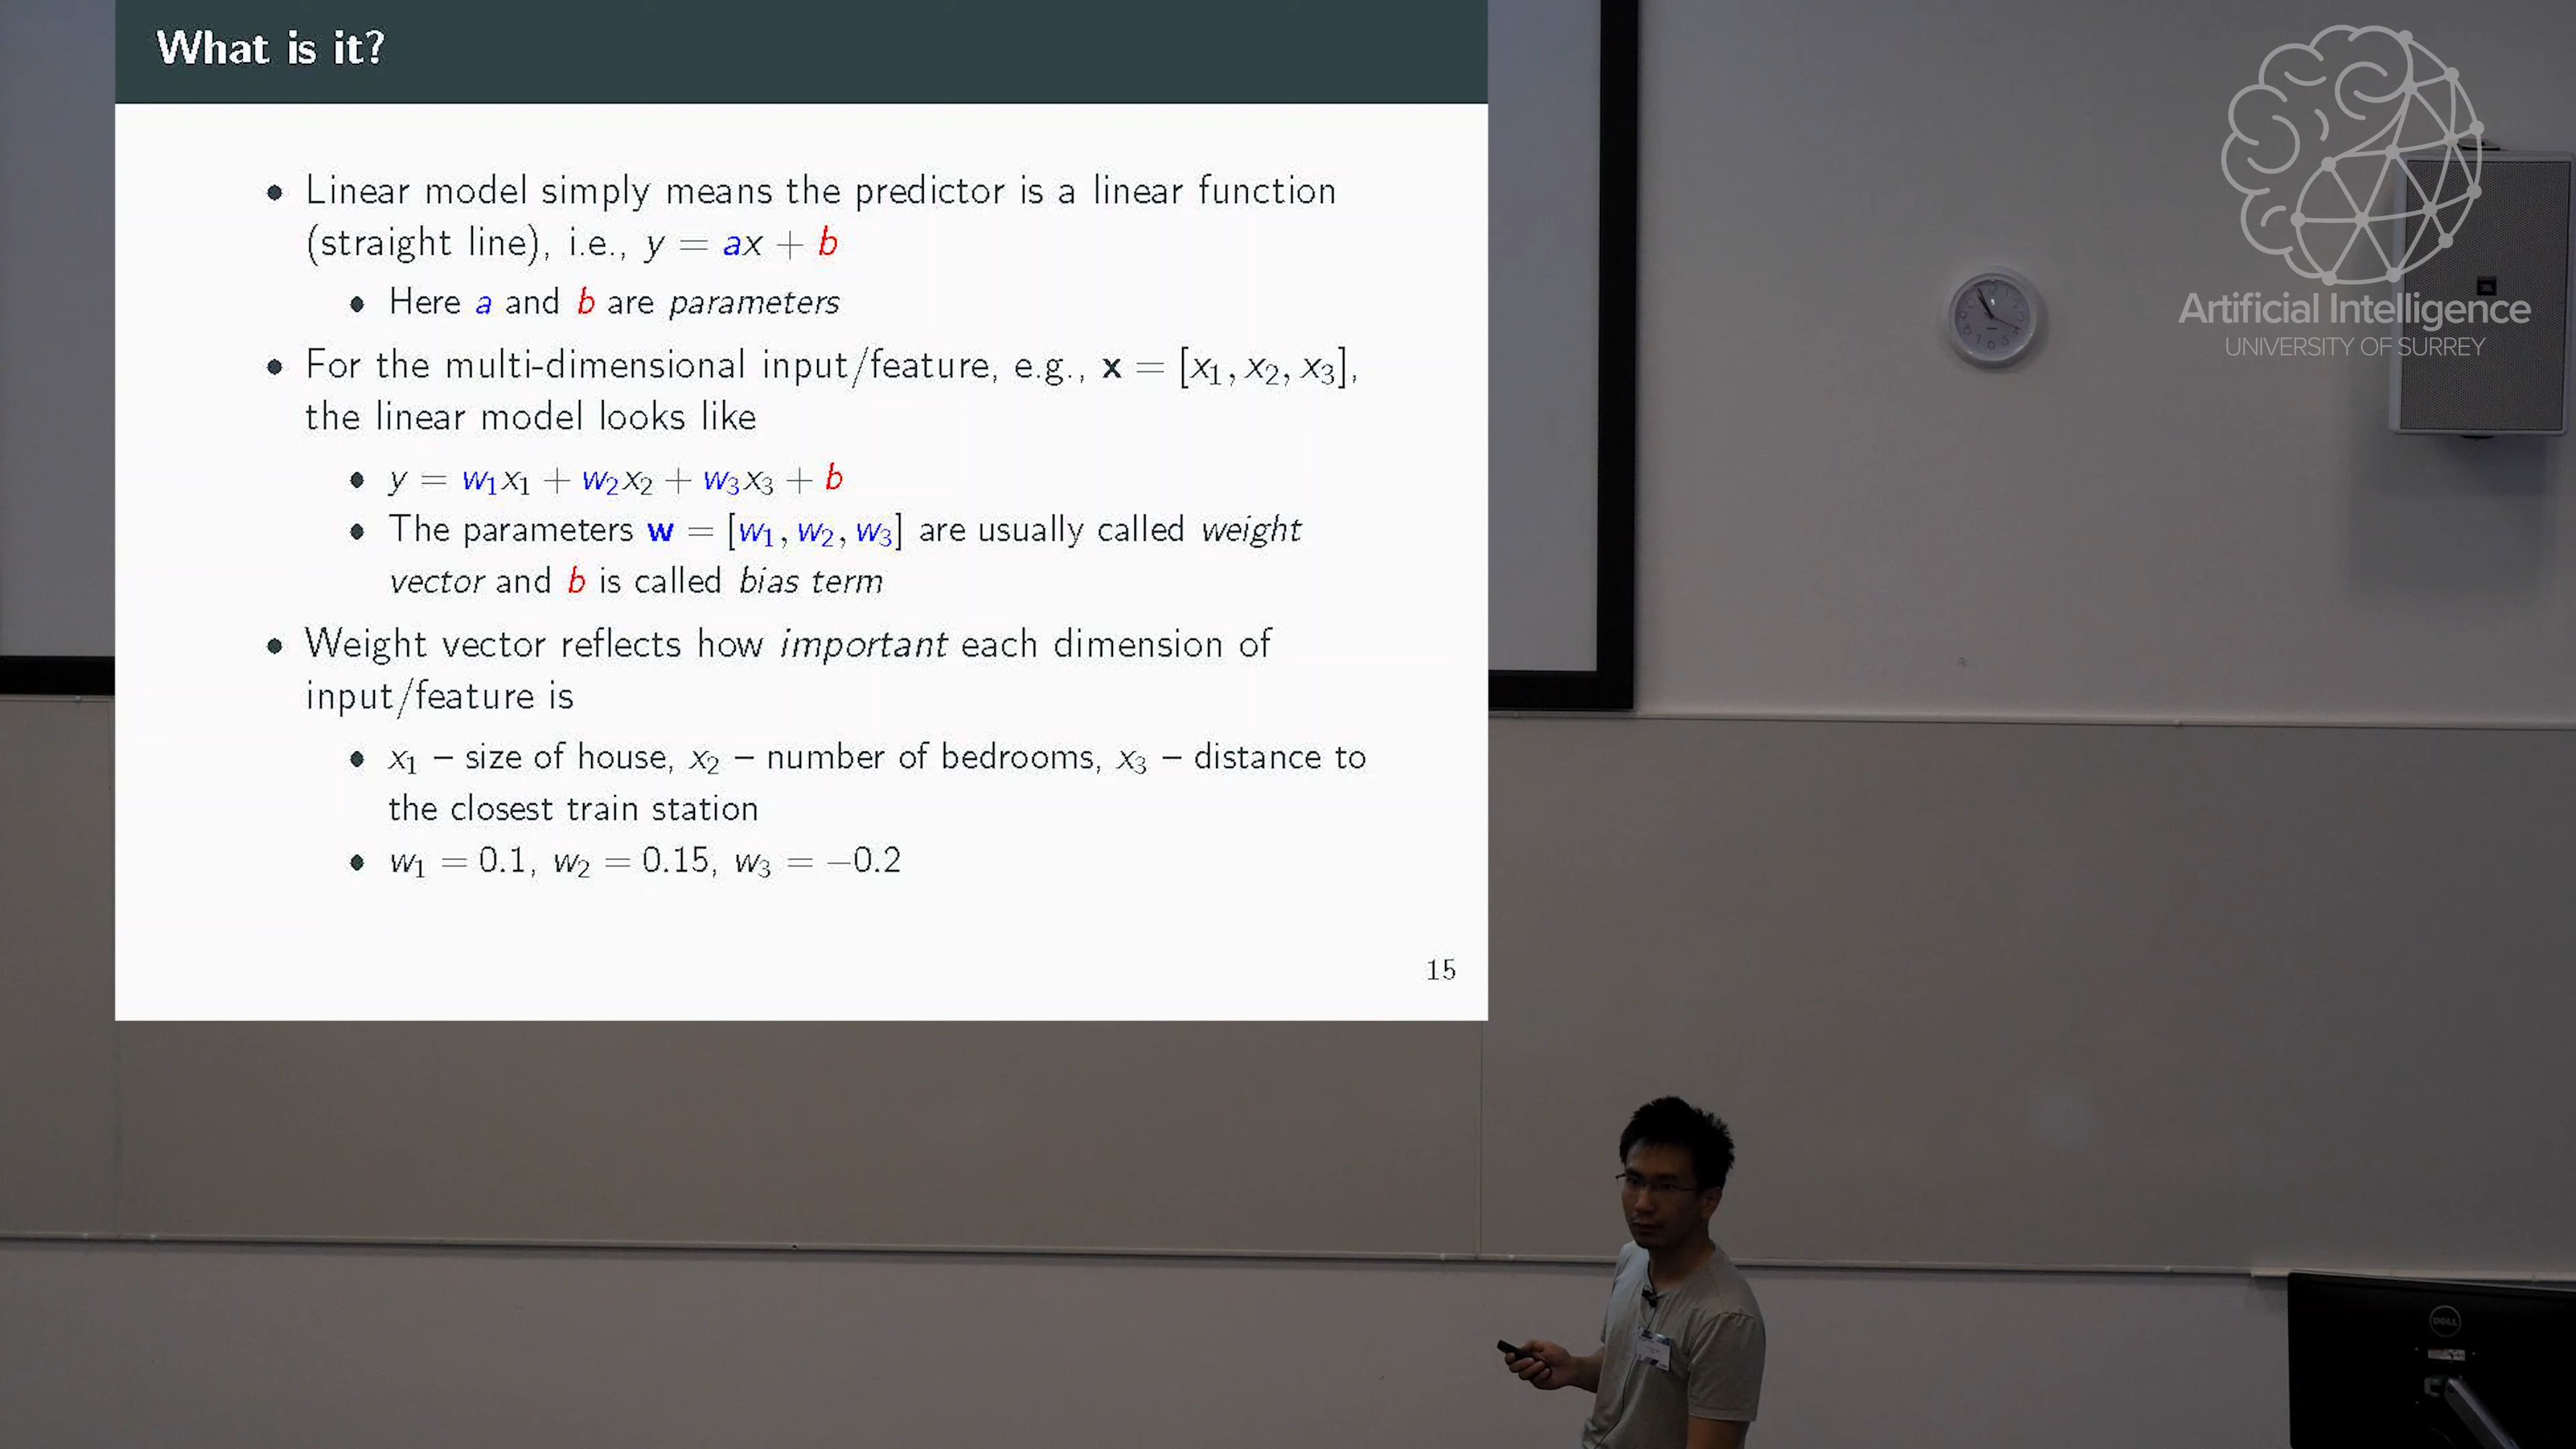 What is it?
• Linear model simply means the predictor is a linear function
(straight line), i.e., y = ax + b
• Here a and b are parameters
• For the multi-dimensional input/feature, e.g., x = [x₁, x₂, x₃],
the linear model looks like
• y = w₁x₁ + w₂x₂ + w₃x₃ + b
• The parameters w = [w₁, w₂, w₃] are usually called weight
vector and b is called bias term
• Weight vector reflects how important each dimension of
input/feature is
• x₁ – size of house, x₂ – number of bedrooms, x₃ – distance to
the closest train station
• w₁ = 0.1, w₂ = 0.15, w₃ = −0.2
15
Artificial Intelligence
UNIVERSITY OF SURREY
DELL